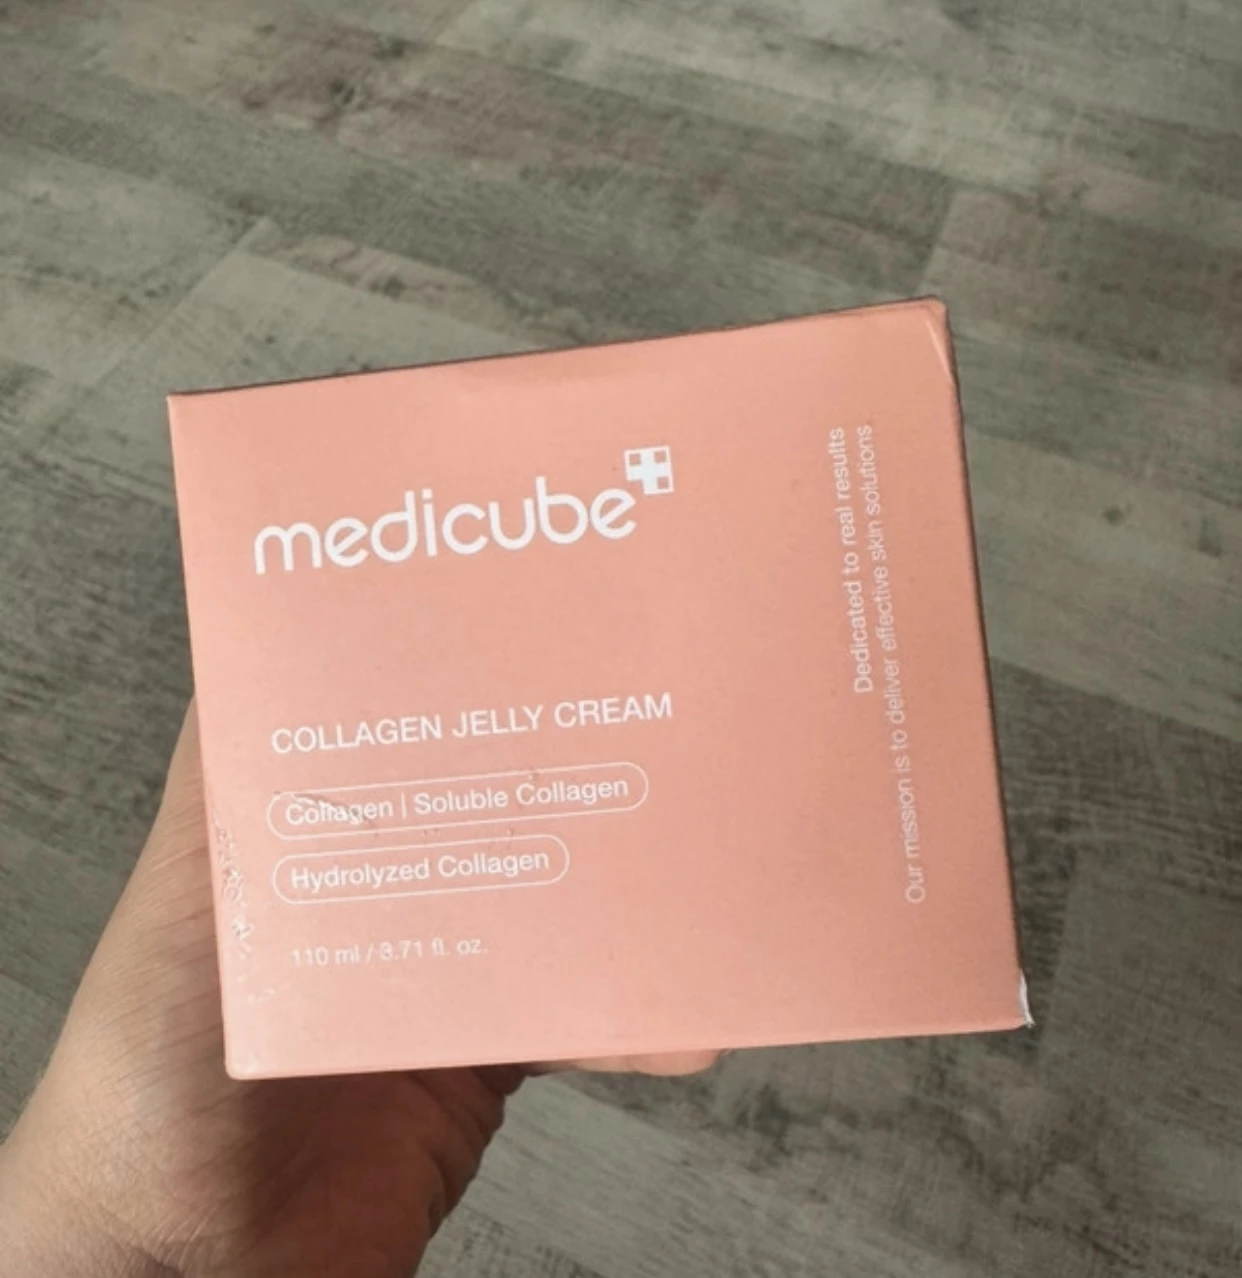 medicube
COLLAGEN JELLY CREAM
Collagen | Soluble Collagen
Hydrolyzed Collagen
110 ml / 3.71 fl. oz.
Dedicated to real results
Our mission is to deliver effective skin solutions